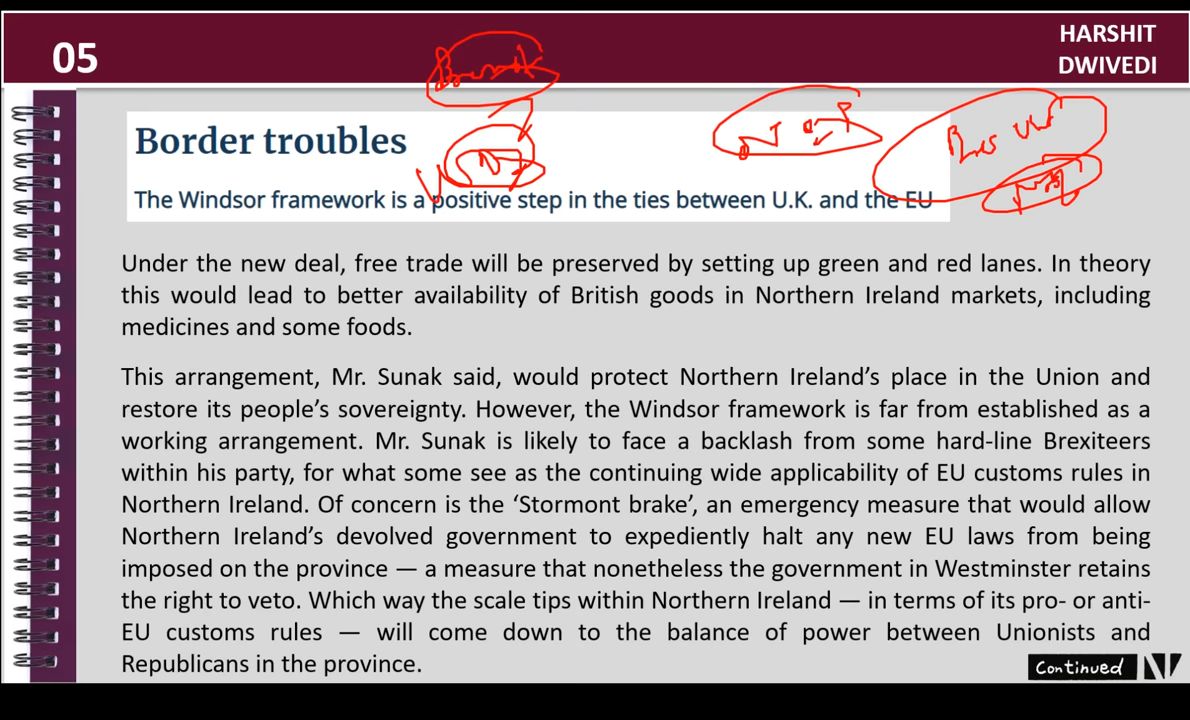 05
HARSHIT
DWIVEDI
Border troubles
The Windsor framework is a positive step in the ties between U.K. and the EU
Under the new deal, free trade will be preserved by setting up green and red lanes. In theory
this would lead to better availability of British goods in Northern Ireland markets, including
medicines and some foods.
This arrangement, Mr. Sunak said, would protect Northern Ireland’s place in the Union and
restore its people’s sovereignty. However, the Windsor framework is far from established as a
working arrangement. Mr. Sunak is likely to face a backlash from some hard-line Brexiteers
within his party, for what some see as the continuing wide applicability of EU customs rules in
Northern Ireland. Of concern is the ‘Stormont brake’, an emergency measure that would allow
Northern Ireland’s devolved government to expediently halt any new EU laws from being
imposed on the province — a measure that nonetheless the government in Westminster retains
the right to veto. Which way the scale tips within Northern Ireland — in terms of its pro- or anti-
EU customs rules — will come down to the balance of power between Unionists and
Republicans in the province.
Continued